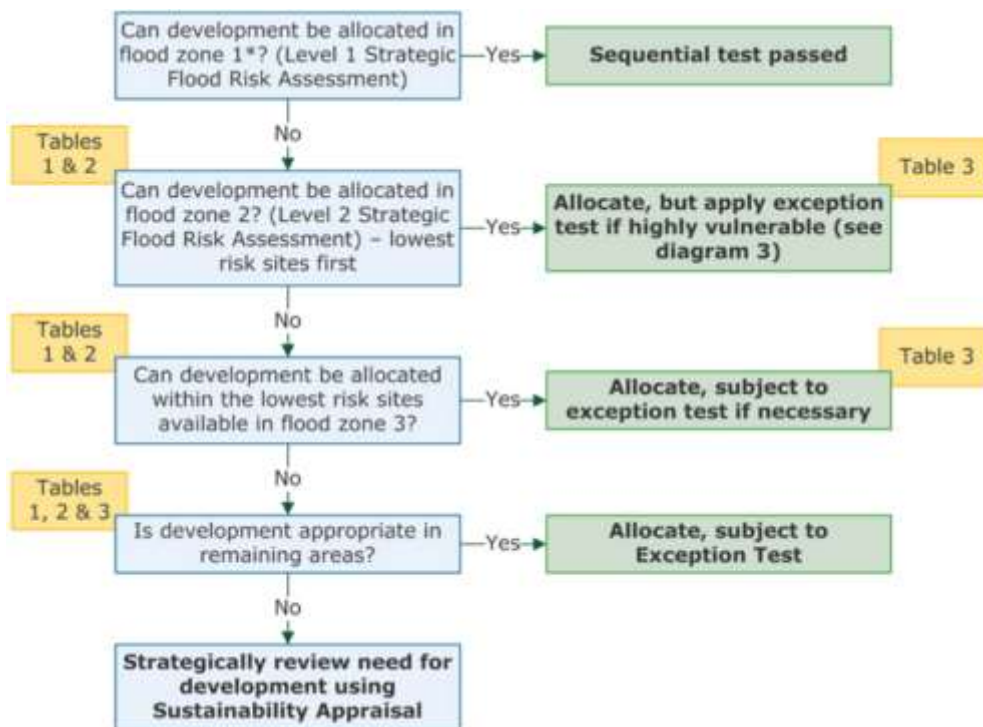 Can development be allocated in
flood zone 1*? (Level 1 Strategic
Flood Risk Assessment)
Yes
Sequential test passed
No
Tables
1 & 2
Can development be allocated in
flood zone 2? (Level 2 Strategic
Flood Risk Assessment) – lowest
risk sites first
Yes
Table 3
Allocate, but apply exception
test if highly vulnerable (see
diagram 3)
No
Tables
1 & 2
Can development be allocated
within the lowest risk sites
available in flood zone 3?
Yes
Table 3
Allocate, subject to
exception test if necessary
No
Tables
1, 2 & 3
Is development appropriate in
remaining areas?
Yes
Allocate, subject to
Exception Test
No
Strategically review need for
development using
Sustainability Appraisal